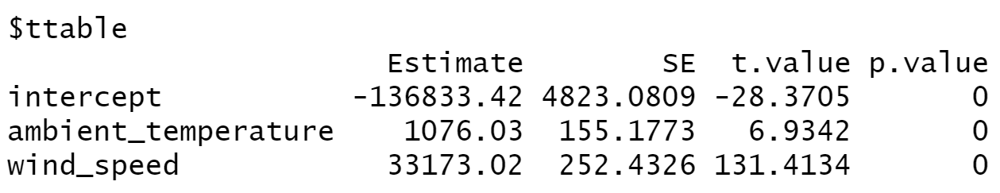 $ttable
                     Estimate        SE  t.value p.value
intercept          -136833.42 4823.0809 -28.3705       0
ambient_temperature   1076.03  155.1773   6.9342       0
wind_speed           33173.02  252.4326 131.4134       0